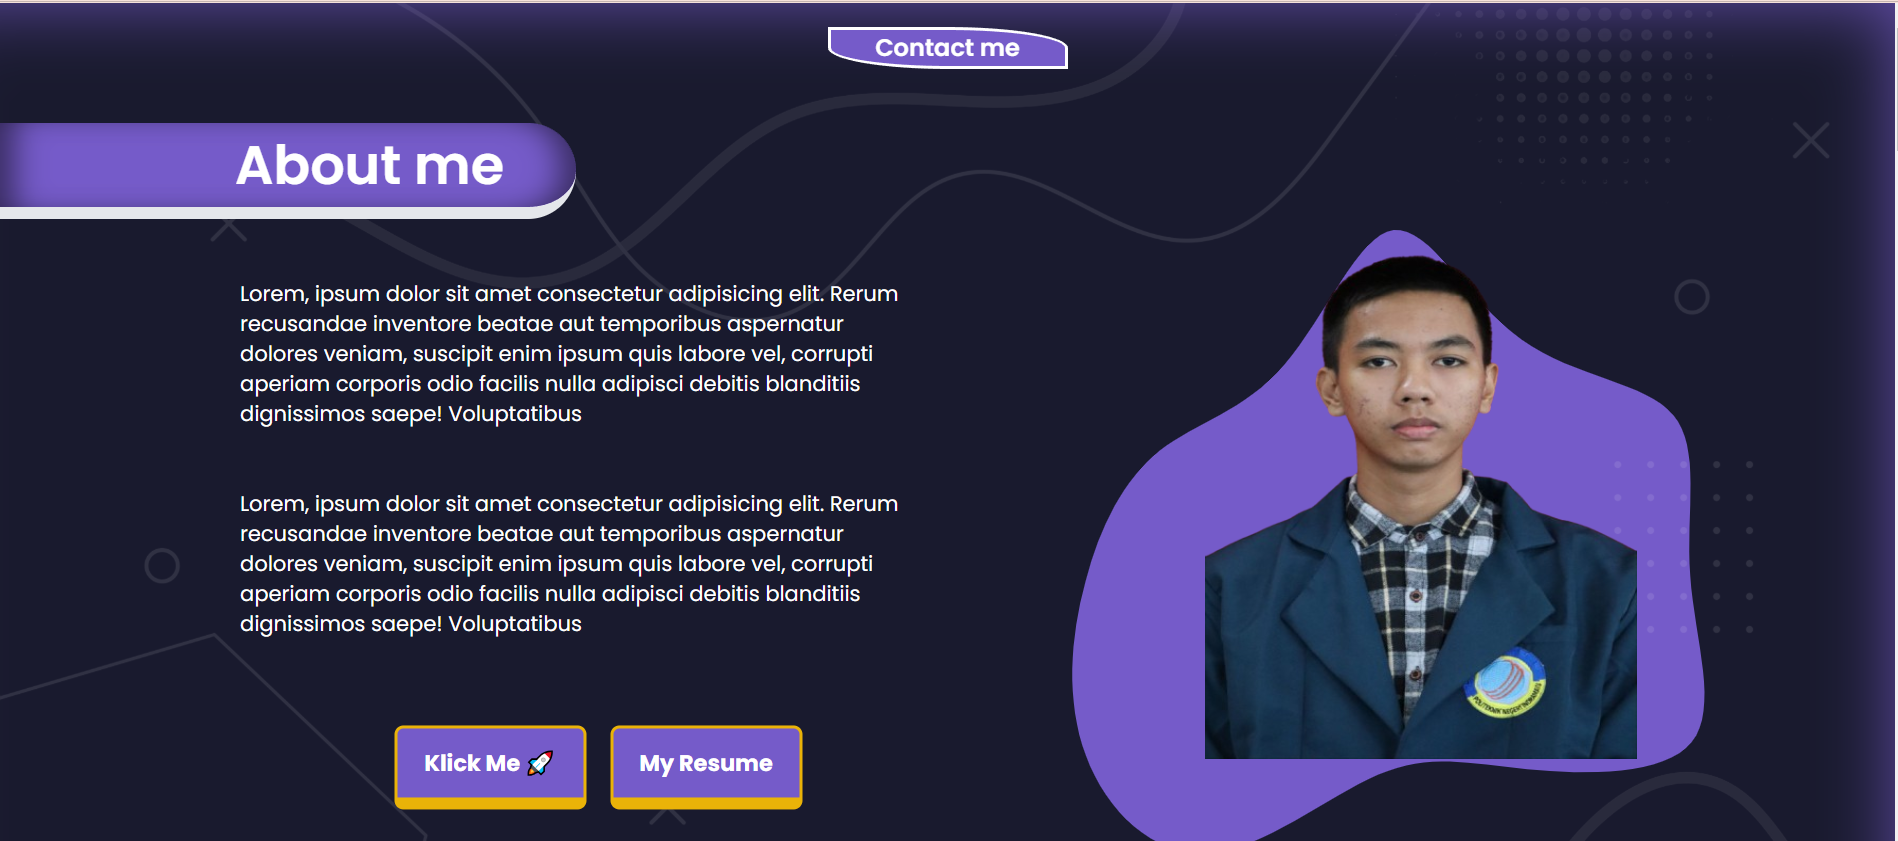 Contact me
About me
Lorem, ipsum dolor sit amet consectetur adipisicing elit. Rerum
recusandae inventore beatae aut temporibus aspernatur
dolores veniam, suscipit enim ipsum quis labore vel, corrupti
aperiam corporis odio facilis nulla adipisci debitis blanditiis
dignissimos saepe! Voluptatibus
Lorem, ipsum dolor sit amet consectetur adipisicing elit. Rerum
recusandae inventore beatae aut temporibus aspernatur
dolores veniam, suscipit enim ipsum quis labore vel, corrupti
aperiam corporis odio facilis nulla adipisci debitis blanditiis
dignissimos saepe! Voluptatibus
Klick Me 🚀
My Resume
POLITEKNIK NEGERI